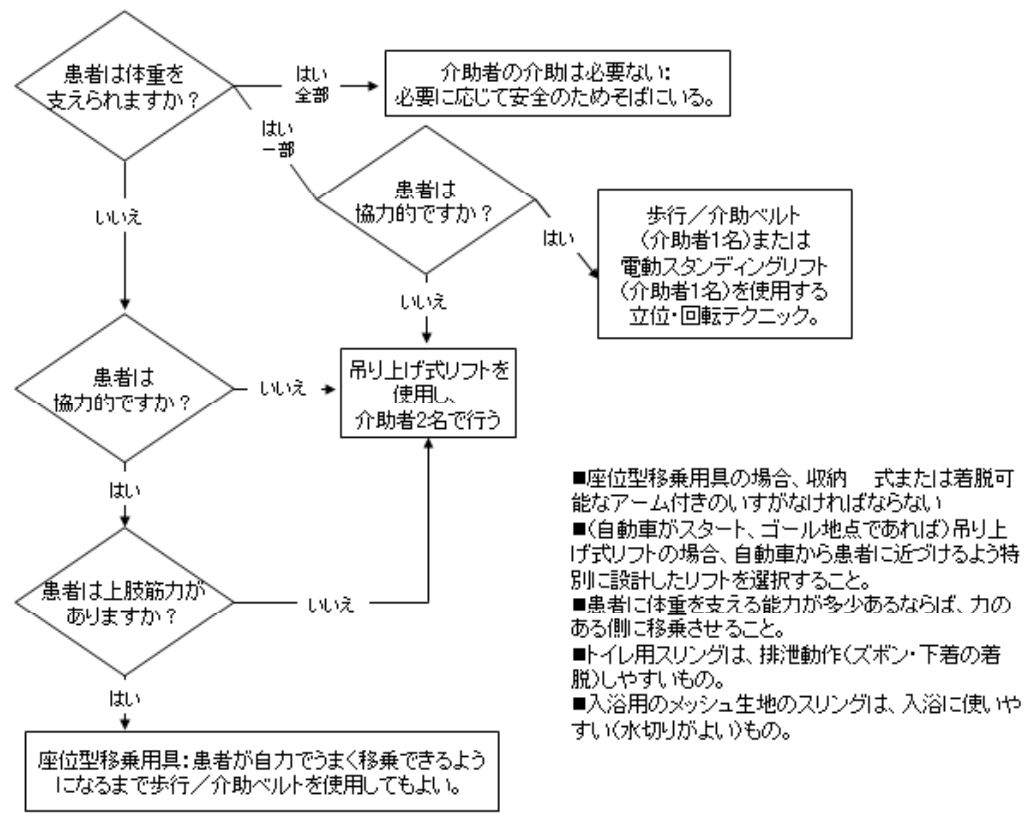 患者は体重を
支えられますか？
はい
全部
介助者の介助は必要ない：
必要に応じて安全のためそばにいる。
はい
一部
患者は
協力的ですか？
はい
歩行／介助ベルト
（介助者1名）または
電動スタンディングリフト
（介助者1名）を使用する
立位・回転テクニック。
いいえ
いいえ
患者は
協力的ですか？
いいえ
吊り上げ式リフトを
使用し、
介助者2名で行う
はい
患者は上肢筋力が
ありますか？
いいえ
はい
座位型移乗用具：患者が自力でうまく移乗できるよう
になるまで歩行／介助ベルトを使用してもよい。
■座位型移乗用具の場合、収納　式または着脱可
能なアーム付きのいすがなければならない
■（自動車がスタート、ゴール地点であれば）吊り上
げ式リフトの場合、自動車から患者に近づけるよう特
別に設計したリフトを選択すること。
■患者に体重を支える能力が多少あるならば、力の
ある側に移乗させること。
■トイレ用スリングは、排泄動作（ズボン・下着の着
脱）しやすいもの。
■入浴用のメッシュ生地のスリングは、入浴に使いや
すい（水切りがよい）もの。